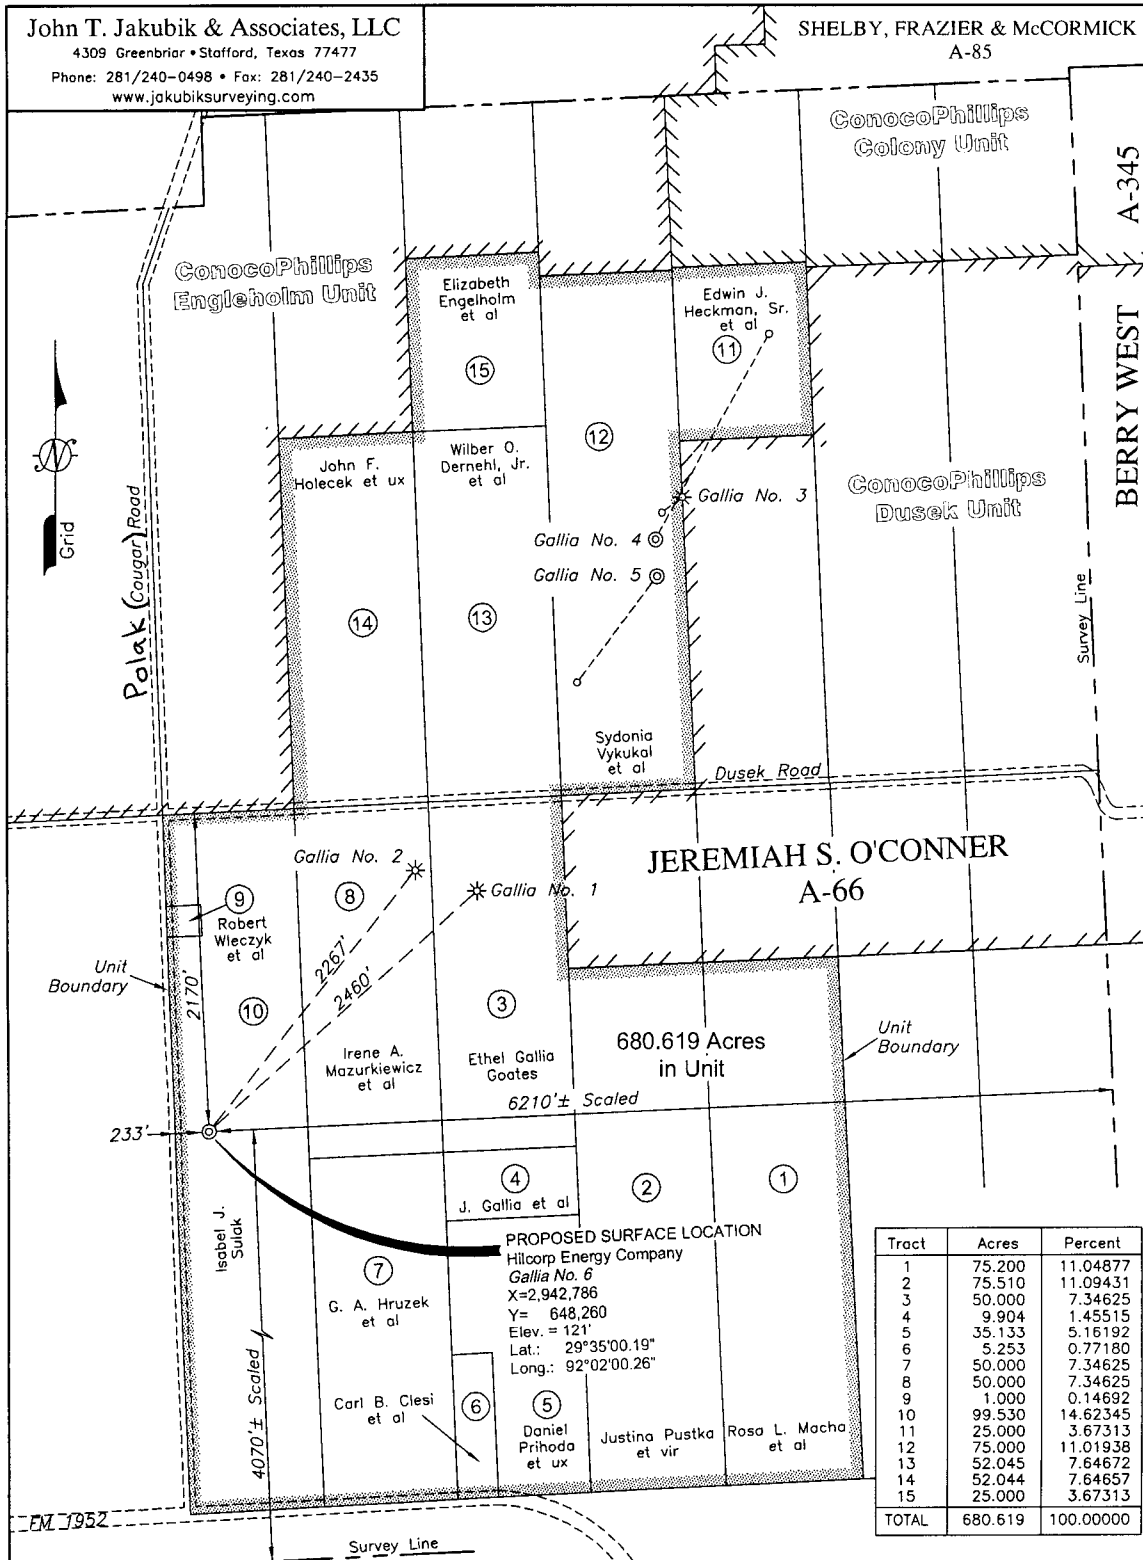 John T. Jakubik & Associates, LLC
4309 Greenbriar • Stafford, Texas 77477
Phone: 281/240-0498 • Fax: 281/240-2435
www.jakubiksurveying.com
SHELBY, FRAZIER & McCORMICK
A-85
ConocoPhillips
Colony Unit
A-345
BERRY WEST
ConocoPhillips
Engleholm Unit
Elizabeth
Engelholm
et al
15
Edwin J.
Heckman, Sr.
et al
11
12
Grid
Polak (Cougar) Road
John F.
Holecek et ux
Wilber O.
Dernehl, Jr.
et al
Gallia No. 3
ConocoPhillips
Dusek Unit
Gallia No. 4
Gallia No. 5
14
13
Survey Line
Sydonia
Vykukal
et al
Dusek Road
JEREMIAH S. O'CONNER
A-66
Gallia No. 2
Gallia No. 1
9
8
Robert
Wleczyk
et al
Unit
Boundary
2170'
2267'
2460'
10
3
Irene A.
Mazurkiewicz
et al
Ethel Gallia
Goates
680.619 Acres
in Unit
Unit
Boundary
6210'± Scaled
233'
4
J. Gallia et al
2
1
Isabel J.
Sulak
PROPOSED SURFACE LOCATION
Hilcorp Energy Company
Gallia No. 6
X=2,942,786
Y= 648,260
Elev. = 121'
Lat.: 29°35'00.19"
Long.: 92°02'00.26"
7
G. A. Hruzek
et al
4070'± Scaled
Carl B. Clesi
et al
6
5
Daniel
Prihoda
et ux
Justina Pustka
et vir
Rosa L. Macha
et al
FM 1952
Survey Line
Tract Acres Percent
1 75.200 11.04877
2 75.510 11.09431
3 50.000 7.34625
4 9.904 1.45515
5 35.133 5.16192
6 5.253 0.77180
7 50.000 7.34625
8 50.000 7.34625
9 1.000 0.14692
10 99.530 14.62345
11 25.000 3.67313
12 75.000 11.01938
13 52.045 7.64672
14 52.044 7.64657
15 25.000 3.67313
TOTAL 680.619 100.00000